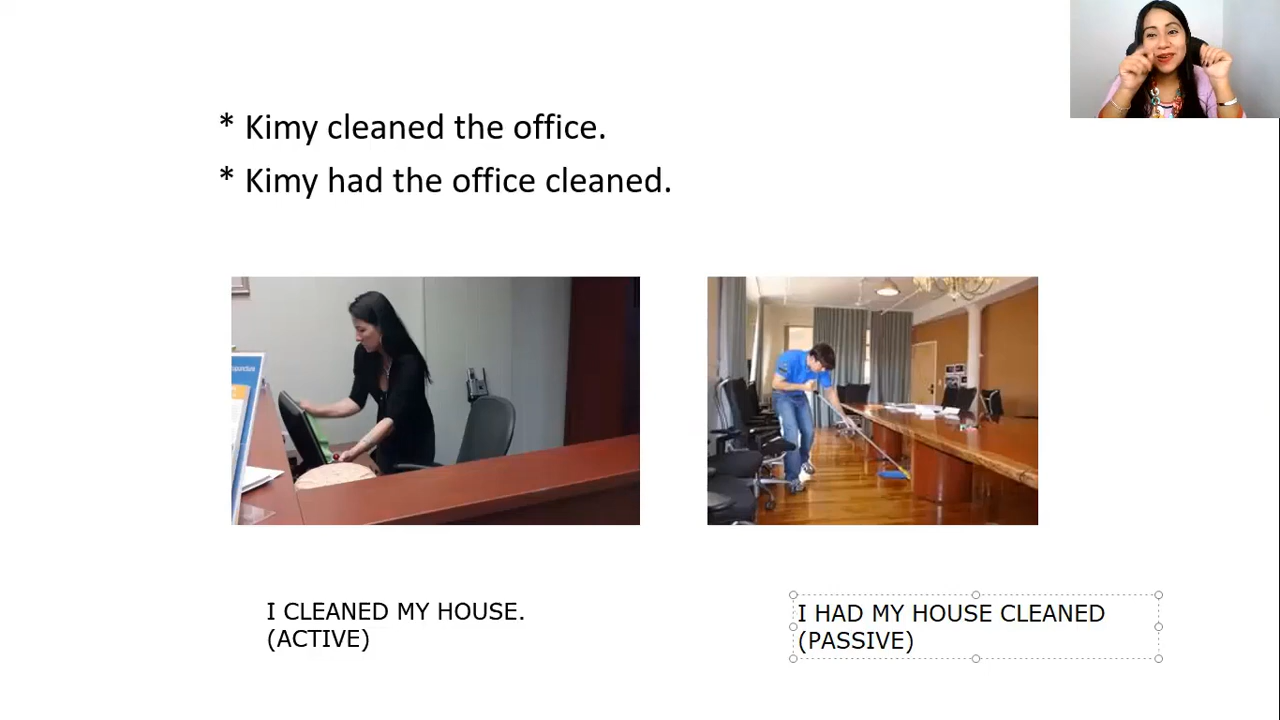 * Kimy cleaned the office.
* Kimy had the office cleaned.
I CLEANED MY HOUSE.
(ACTIVE)
I HAD MY HOUSE CLEANED
(PASSIVE)